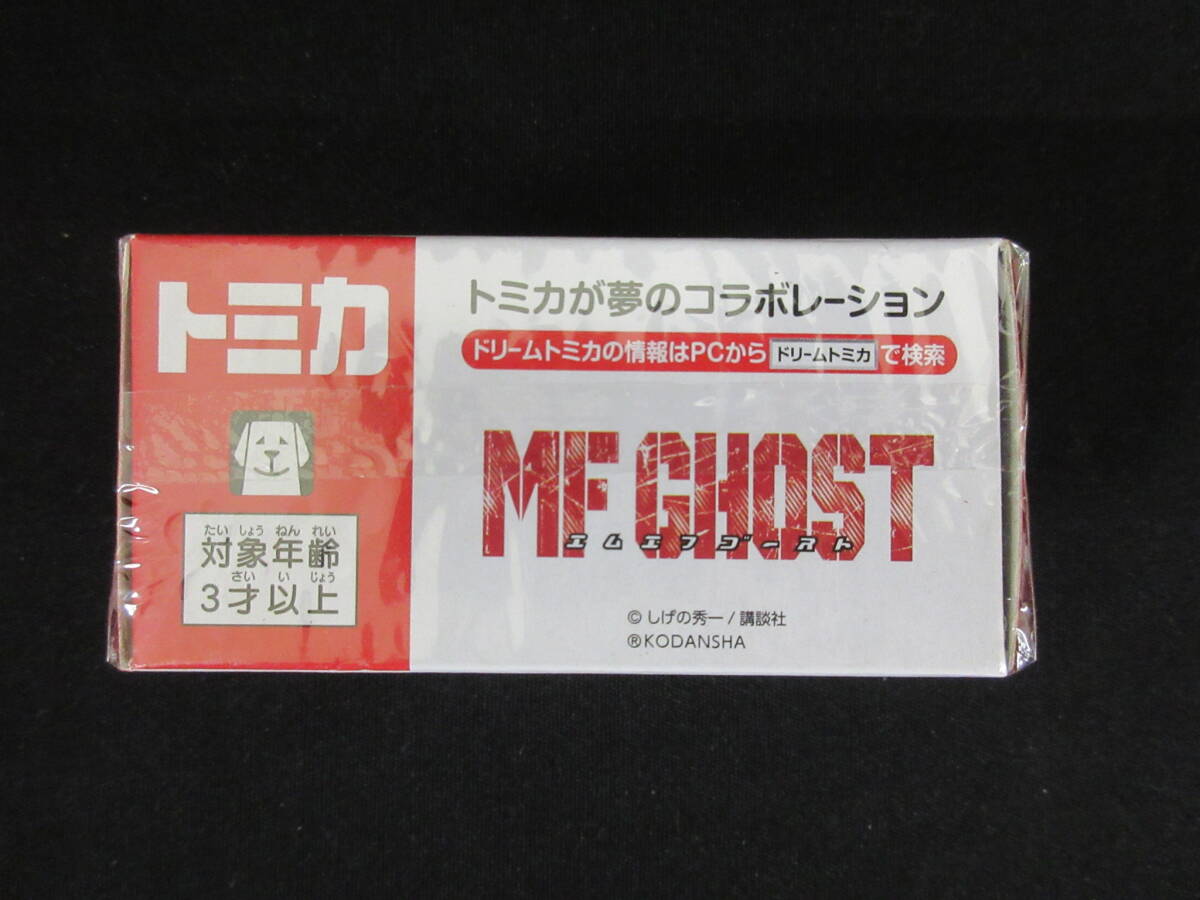 トミカ
たいしょうねんれい
対象年齢
さいいじょう
3才以上
トミカが夢のコラボレーション
ドリームトミカの情報はPCから ドリームトミカ で検索
MF GHOST
エムエフゴースト
© しげの秀一 / 講談社
®KODANSHA